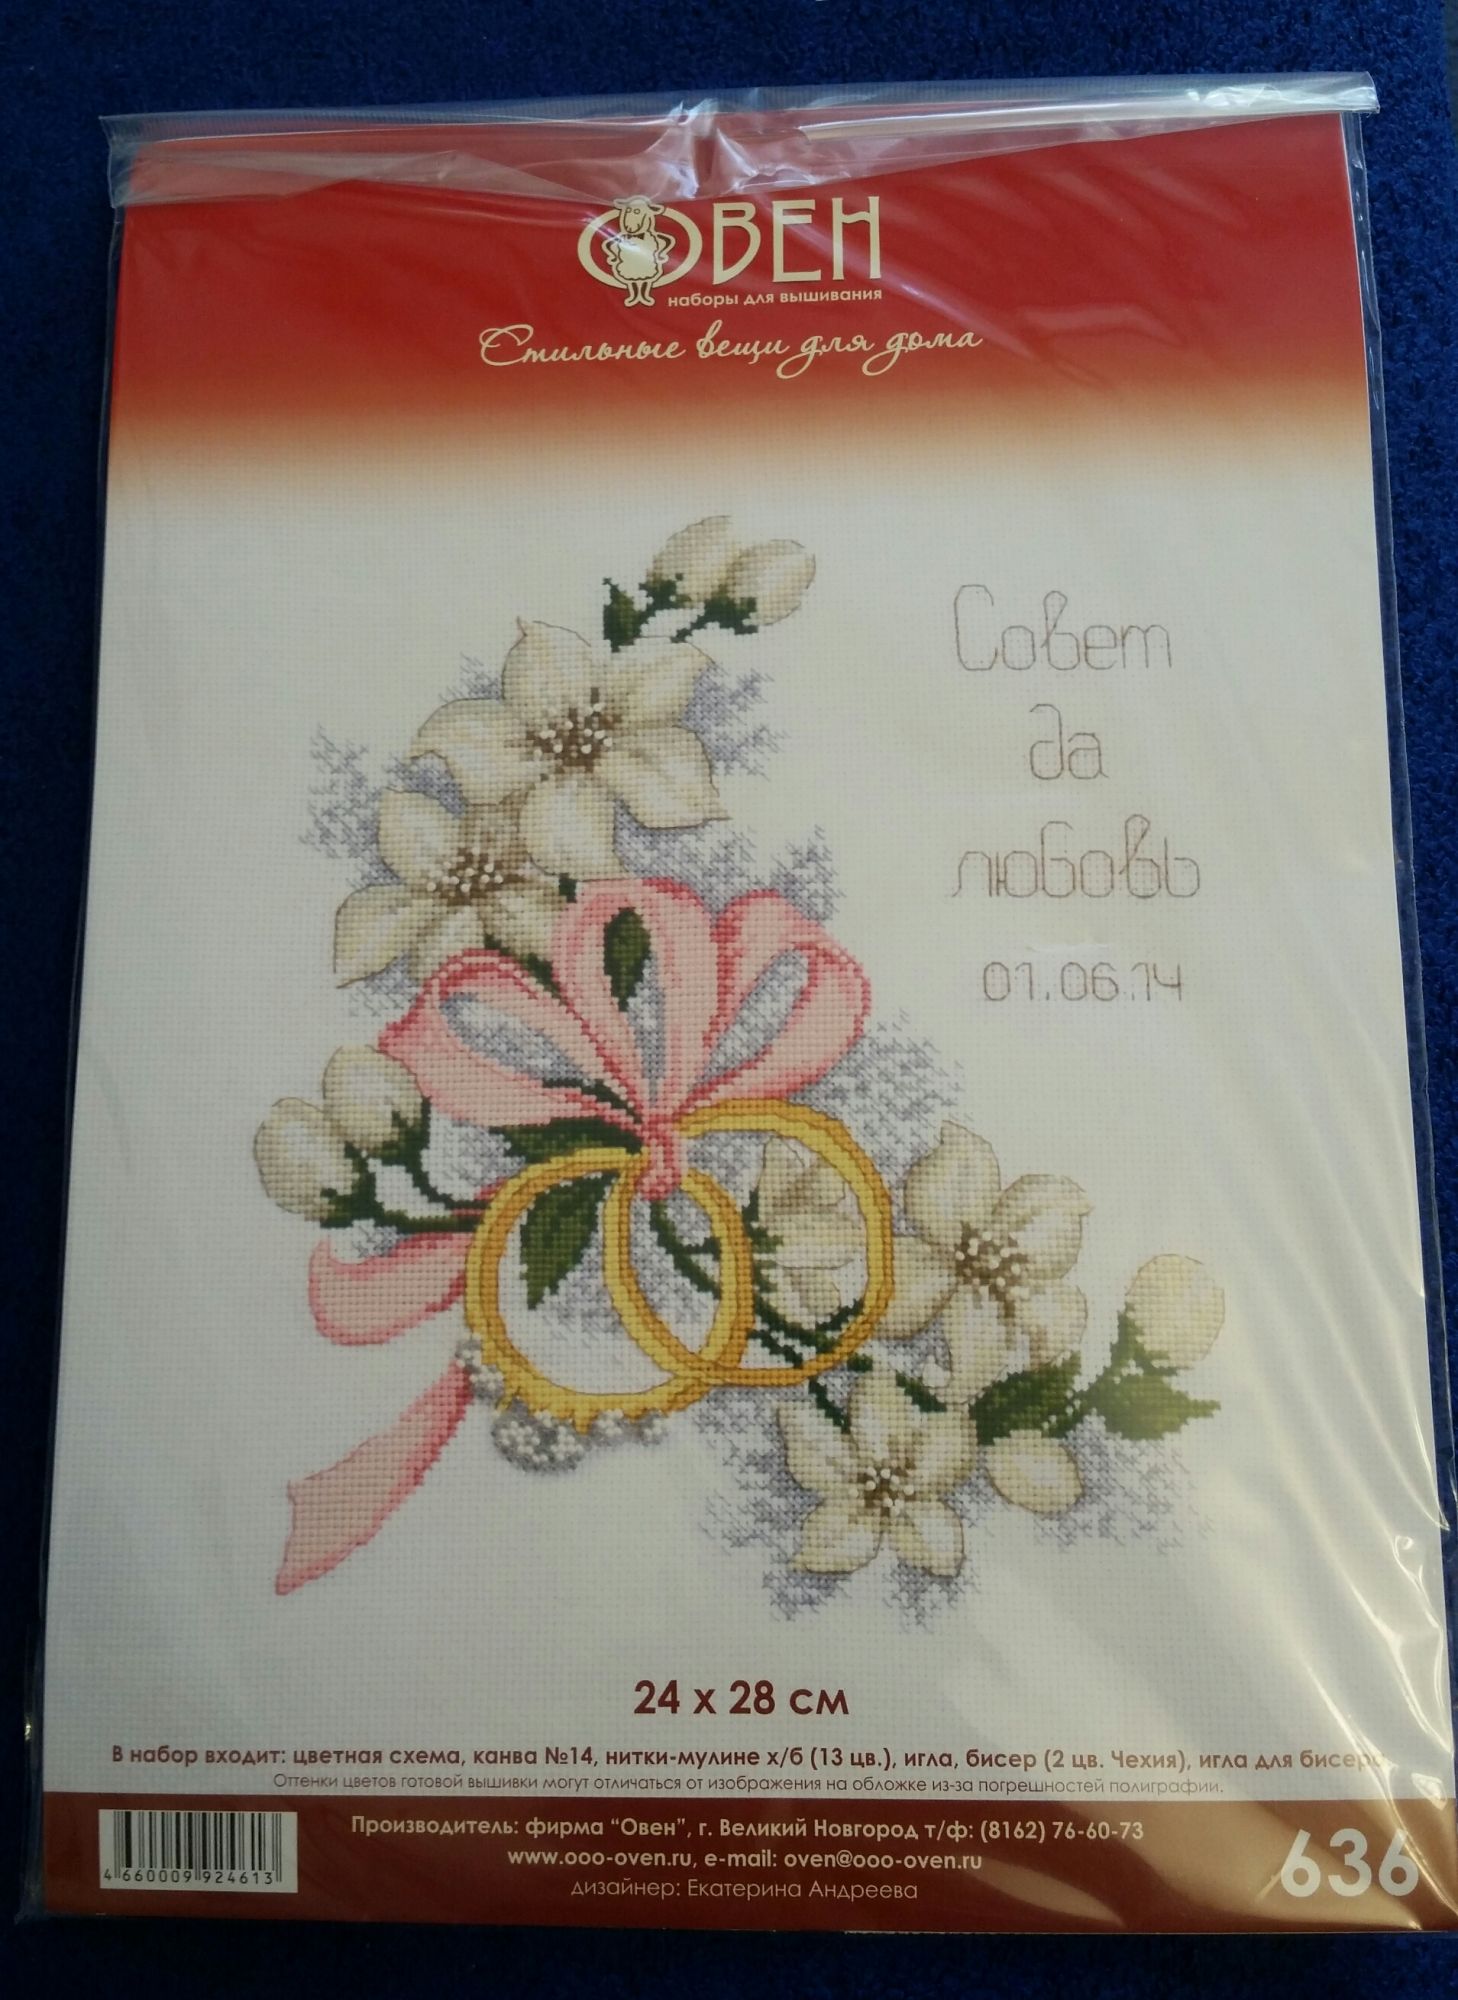 ОВЕН
наборы для вышивания
Стильные вещи для дома
Совет
да
любовь
01.06.14
24 х 28 см
В набор входит: цветная схема, канва №14, нитки-мулине х/б (13 цв.), игла, бисер (2 цв. Чехия), игла для бисера.
Оттенки цветов готовой вышивки могут отличаться от изображения на обложке из-за погрешностей полиграфии.
Производитель: фирма "Овен", г. Великий Новгород т/ф: (8162) 76-60-73
www.ooo-oven.ru, e-mail: oven@ooo-oven.ru
дизайнер: Екатерина Андреева
4 660009 924613
636